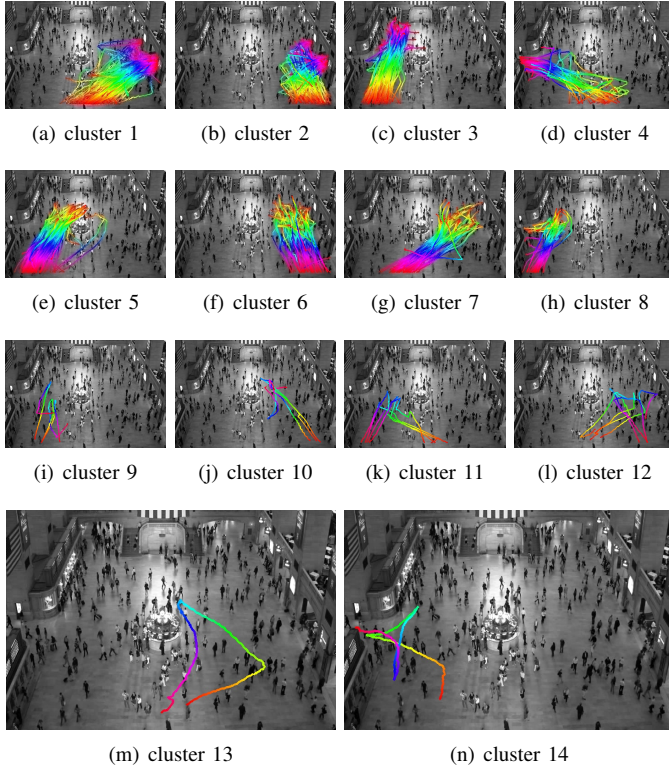 (a) cluster 1 (b) cluster 2 (c) cluster 3 (d) cluster 4
(e) cluster 5 (f) cluster 6 (g) cluster 7 (h) cluster 8
(i) cluster 9 (j) cluster 10 (k) cluster 11 (l) cluster 12
(m) cluster 13 (n) cluster 14